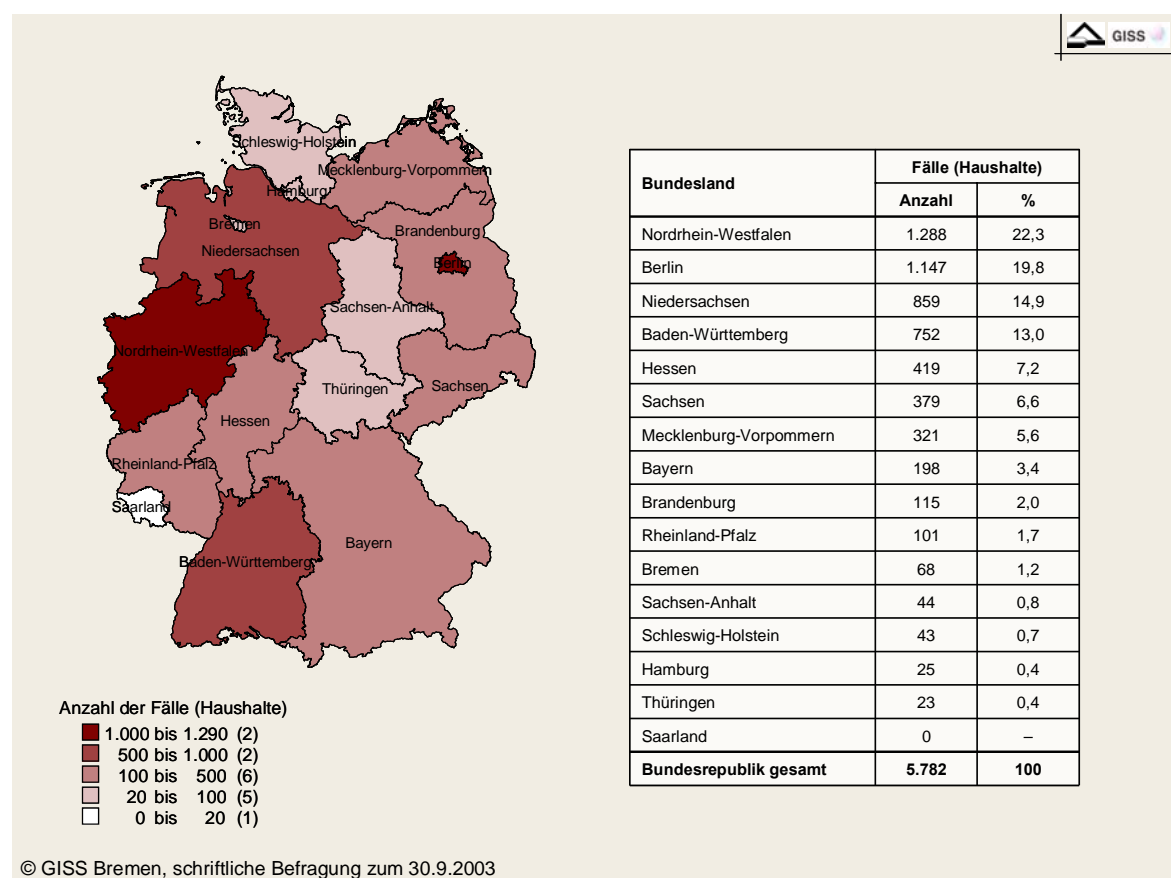 GISS
Schleswig-Holstein
Mecklenburg-Vorpommern
Hamburg
Bremen
Niedersachsen
Brandenburg
Berlin
Sachsen-Anhalt
Nordrhein-Westfalen
Thüringen
Sachsen
Hessen
Rheinland-Pfalz
Saarland
Bayern
Baden-Württemberg
Anzahl der Fälle (Haushalte)
1.000 bis 1.290 (2)
500 bis 1.000 (2)
100 bis 500 (6)
20 bis 100 (5)
0 bis 20 (1)
Bundesland Fälle (Haushalte)
Anzahl %
Nordrhein-Westfalen 1.288 22,3
Berlin 1.147 19,8
Niedersachsen 859 14,9
Baden-Württemberg 752 13,0
Hessen 419 7,2
Sachsen 379 6,6
Mecklenburg-Vorpommern 321 5,6
Bayern 198 3,4
Brandenburg 115 2,0
Rheinland-Pfalz 101 1,7
Bremen 68 1,2
Sachsen-Anhalt 44 0,8
Schleswig-Holstein 43 0,7
Hamburg 25 0,4
Thüringen 23 0,4
Saarland 0 –
Bundesrepublik gesamt 5.782 100
© GISS Bremen, schriftliche Befragung zum 30.9.2003